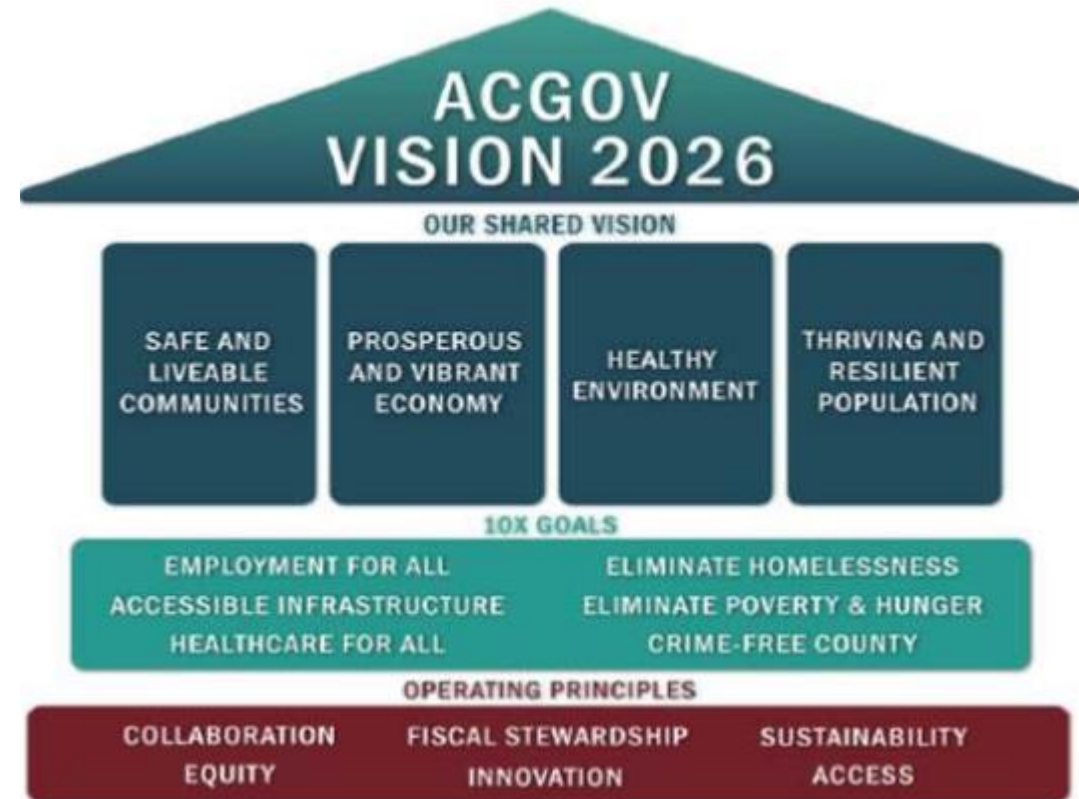 ACGOV
VISION 2026
OUR SHARED VISION
SAFE AND
LIVEABLE
COMMUNITIES
PROSPEROUS
AND VIBRANT
ECONOMY
HEALTHY
ENVIRONMENT
THRIVING AND
RESILIENT
POPULATION
10X GOALS
EMPLOYMENT FOR ALL
ACCESSIBLE INFRASTRUCTURE
HEALTHCARE FOR ALL
ELIMINATE HOMELESSNESS
ELIMINATE POVERTY & HUNGER
CRIME-FREE COUNTY
OPERATING PRINCIPLES
COLLABORATION
EQUITY
FISCAL STEWARDSHIP
INNOVATION
SUSTAINABILITY
ACCESS